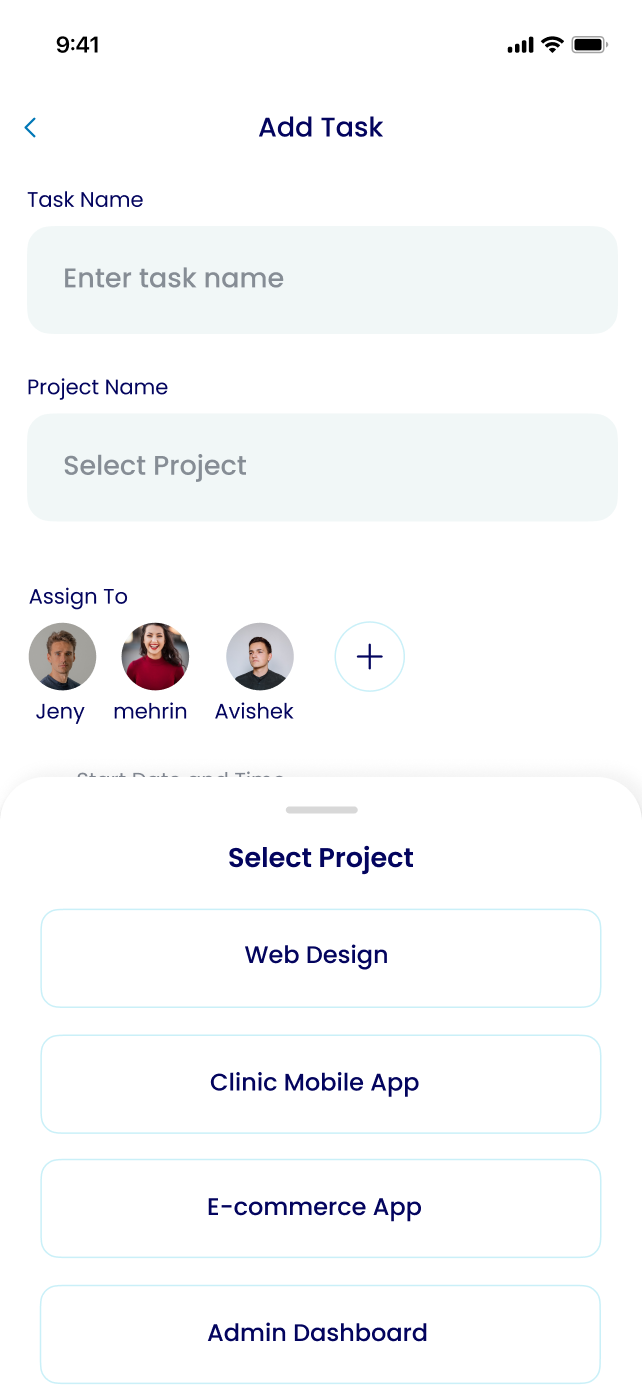 9:41
Add Task
Task Name
Enter task name
Project Name
Select Project
Assign To
Jeny mehrin Avishek
Start Date and Time
Select Project
Web Design
Clinic Mobile App
E-commerce App
Admin Dashboard